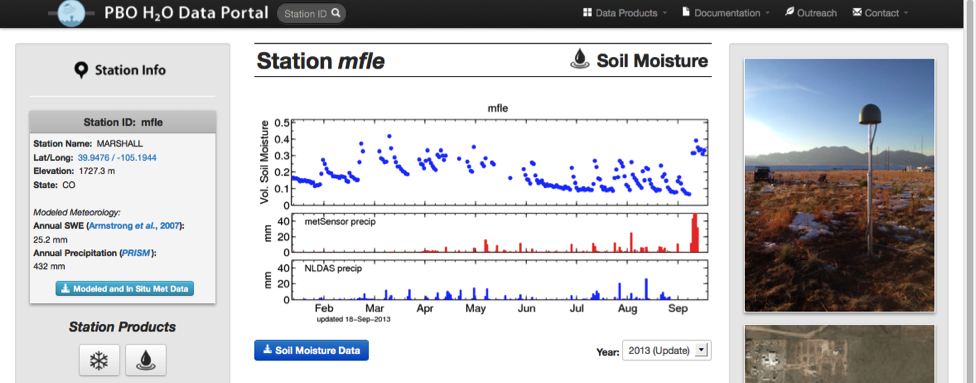 PBO H₂O Data Portal
Station ID
Data Products
Documentation
Outreach
Contact
Station Info
Station ID: mfle
Station Name: MARSHALL
Lat/Long: 39.9476 / -105.1944
Elevation: 1727.3 m
State: CO
Modeled Meteorology:
Annual SWE (Armstrong et al., 2007):
25.2 mm
Annual Precipitation (PRISM):
432 mm
Modeled and In Situ Met Data
Station Products
Station mfle
Soil Moisture
mfle
Vol. Soil Moisture
0.5
0.4
0.3
0.2
0.1
0
metSensor precip
mm
40
20
0
NLDAS precip
mm
40
20
0
Feb Mar Apr May Jun Jul Aug Sep
updated 18-Sep-2013
Soil Moisture Data
Year: 2013 (Update)